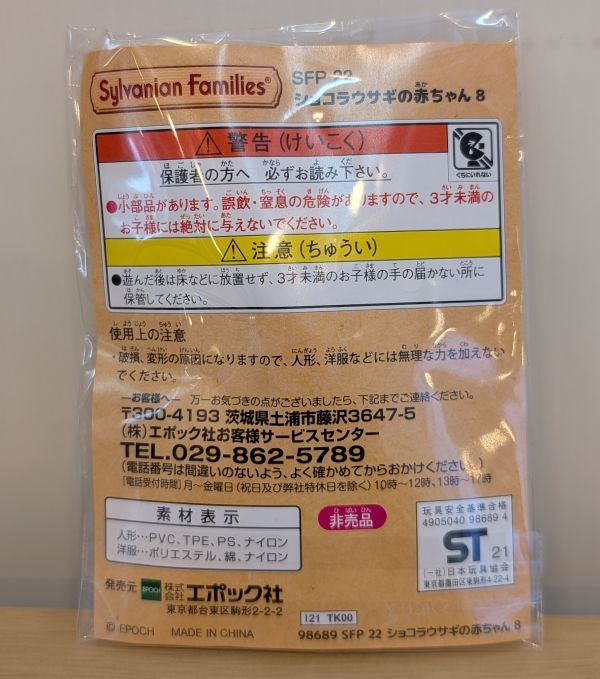 Sylvanian Families®
SFP 22
ショコラウサギの赤ちゃん 8
⚠警告(けいこく)
くちにいれない
保護者の方へ 必ずお読み下さい。
●小部品があります。誤飲・窒息の危険がありますので、3才未満の
お子様には絶対に与えないでください。
⚠注意(ちゅうい)
●遊んだ後は床などに放置せず、3才未満のお子様の手の届かない所に
保管してください。
使用上の注意
・破損、変形の原因になりますので、人形、洋服などには無理な力を加えない
でください。
―お客様へ― 万一お気づきの点がございましたら、下記までご連絡ください。
〒300-4193 茨城県土浦市藤沢3647-5
(株)エポック社お客様サービスセンター
TEL.029-862-5789
(電話番号は間違いのないよう、よく確かめてからおかけください。)
[電話受付時間]月〜金曜日(祝日及び弊社特休日を除く)10時〜12時、13時〜17時
素材表示
人形…PVC, TPE, PS, ナイロン
洋服…ポリエステル, 綿, ナイロン
非売品
玩具安全基準合格
4905040 98689 4
ST 21
(一社)日本玩具協会
東京都墨田区東駒形4-22-4
発売元 EPOCH 株式会社 エポック社
東京都台東区駒形2-2-2
I21 TK00
© EPOCH MADE IN CHINA
98689 SFP 22 ショコラウサギの赤ちゃん 8